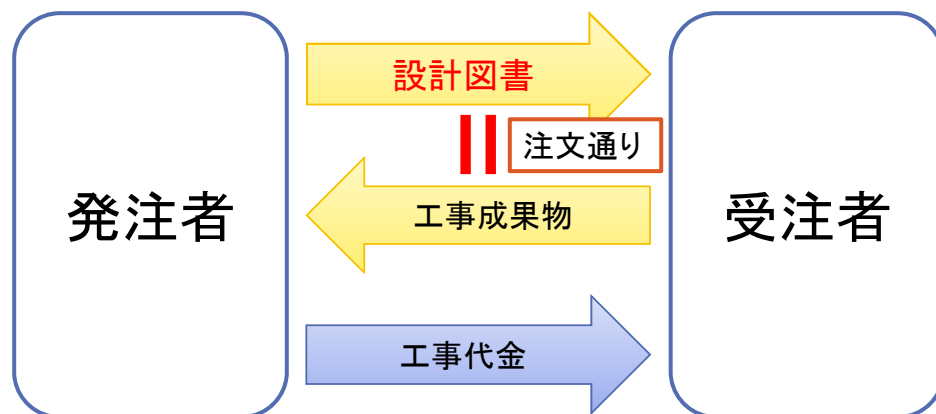 設計図書
注文通り
発注者
工事成果物
受注者
工事代金